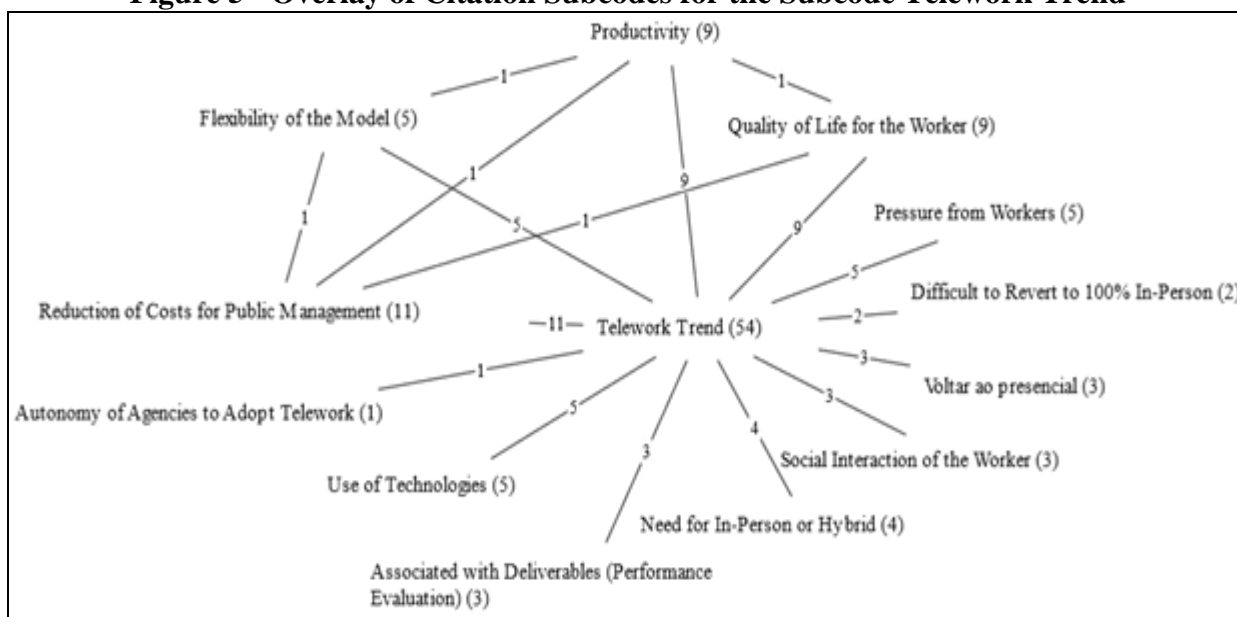 Figure 3 - Overlay of Citation Subcodes for the Subcode Telework Trend
Productivity (9)
1
1
Flexibility of the Model (5)
Quality of Life for the Worker (9)
1
9
1
5
1
9
Pressure from Workers (5)
5
Difficult to Revert to 100% In-Person (2)
Reduction of Costs for Public Management (11)
11
Telework Trend (54)
2
3
Voltar ao presencial (3)
1
Autonomy of Agencies to Adopt Telework (1)
5
3
4
3
Social Interaction of the Worker (3)
Use of Technologies (5)
Need for In-Person or Hybrid (4)
Associated with Deliverables (Performance
Evaluation) (3)